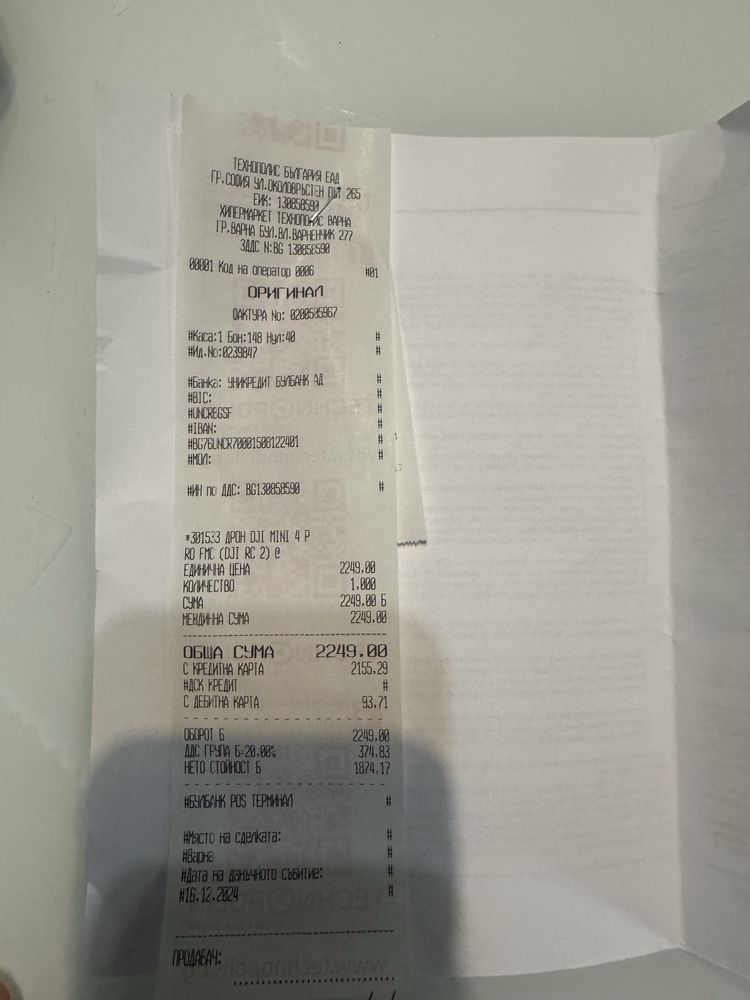 ТЕХНОПОЛИС БЪЛГАРИЯ ЕАД
ГР.СОФИЯ УЛ.ОКОЛОВРЪСТЕН ПЪТ 265
ЕИК: 130858590
ХИПЕРМАРКЕТ ТЕХНОПОЛИС ВАРНА
ГР.ВАРНА БУЛ.ВЛ.ВАРНЕНЧИК 277
ЗДДС N:BG 130858590
00001 Код на оператор 0006 #01
ОРИГИНАЛ
ФАКТУРА No: 0200505967
#Каса:1 Бон:148 Нул:40 #
#Ид.No:0239847 #
#Банка: УНИКРЕДИТ БУЛБАНК АД #
#BIC: #
#UNCREGSF #
#IBAN: #
#BG76UNCR70001508122401 #
#МОЛ: #
#ИН по ДДС: BG130858590 #
*301533 ДРОН DJI MINI 4 P
RO FMC (DJI RC 2) @
ЕДИНИЧНА ЦЕНА 2249,00
КОЛИЧЕСТВО 1.000
СУМА 2249,00 Б
МЕЖДИННА СУМА 2249.00
ОБЩА СУМА 2249.00
С КРЕДИТНА КАРТА 2155,29
#ДСК КРЕДИТ #
С ДЕБИТНА КАРТА 93,71
ОБОРОТ Б 2249,00
ДДС ГРУПА Б=20,00% 374.83
НЕТО СТОЙНОСТ Б 1874.17
#БУЛБАНК POS ТЕРМИНАЛ #
#Място на сделката: #
#Варна #
#Дата на данъчното събитие: #
#16.12.2024 #
ПРОДАВАЧ: